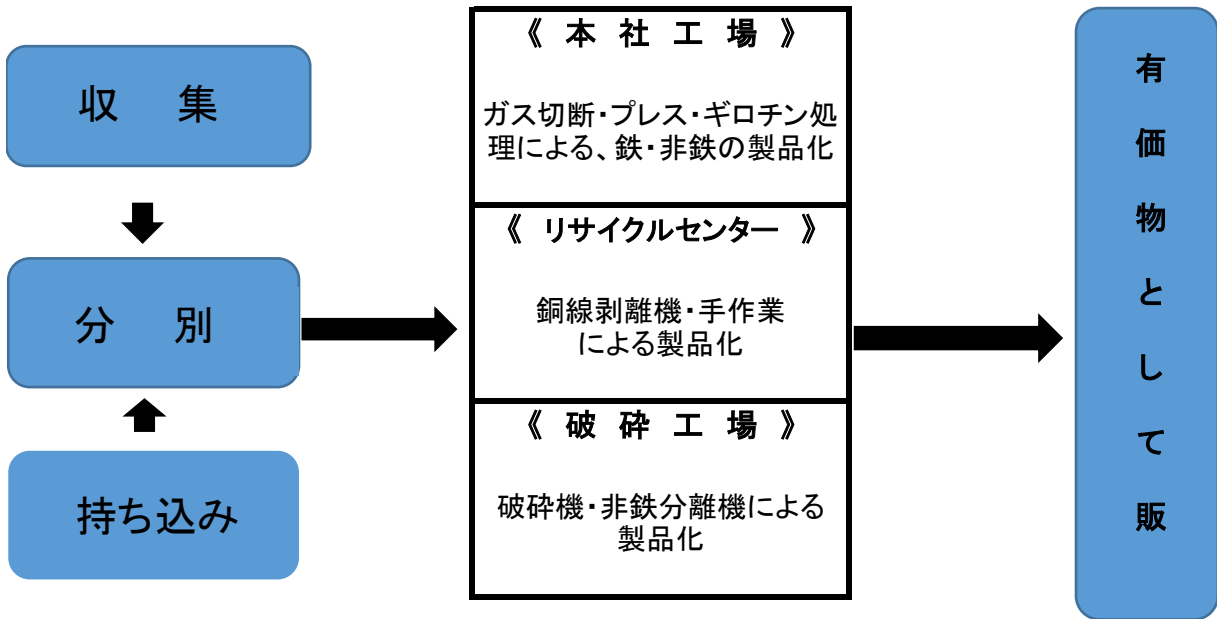 収　集
分　別
持ち込み
《 本 社 工 場 》
ガス切断・プレス・ギロチン処
理による、鉄・非鉄の製品化
《 リサイクルセンター 》
銅線剥離機・手作業
による製品化
《 破 砕 工 場 》
破砕機・非鉄分離機による
製品化
有価物として販